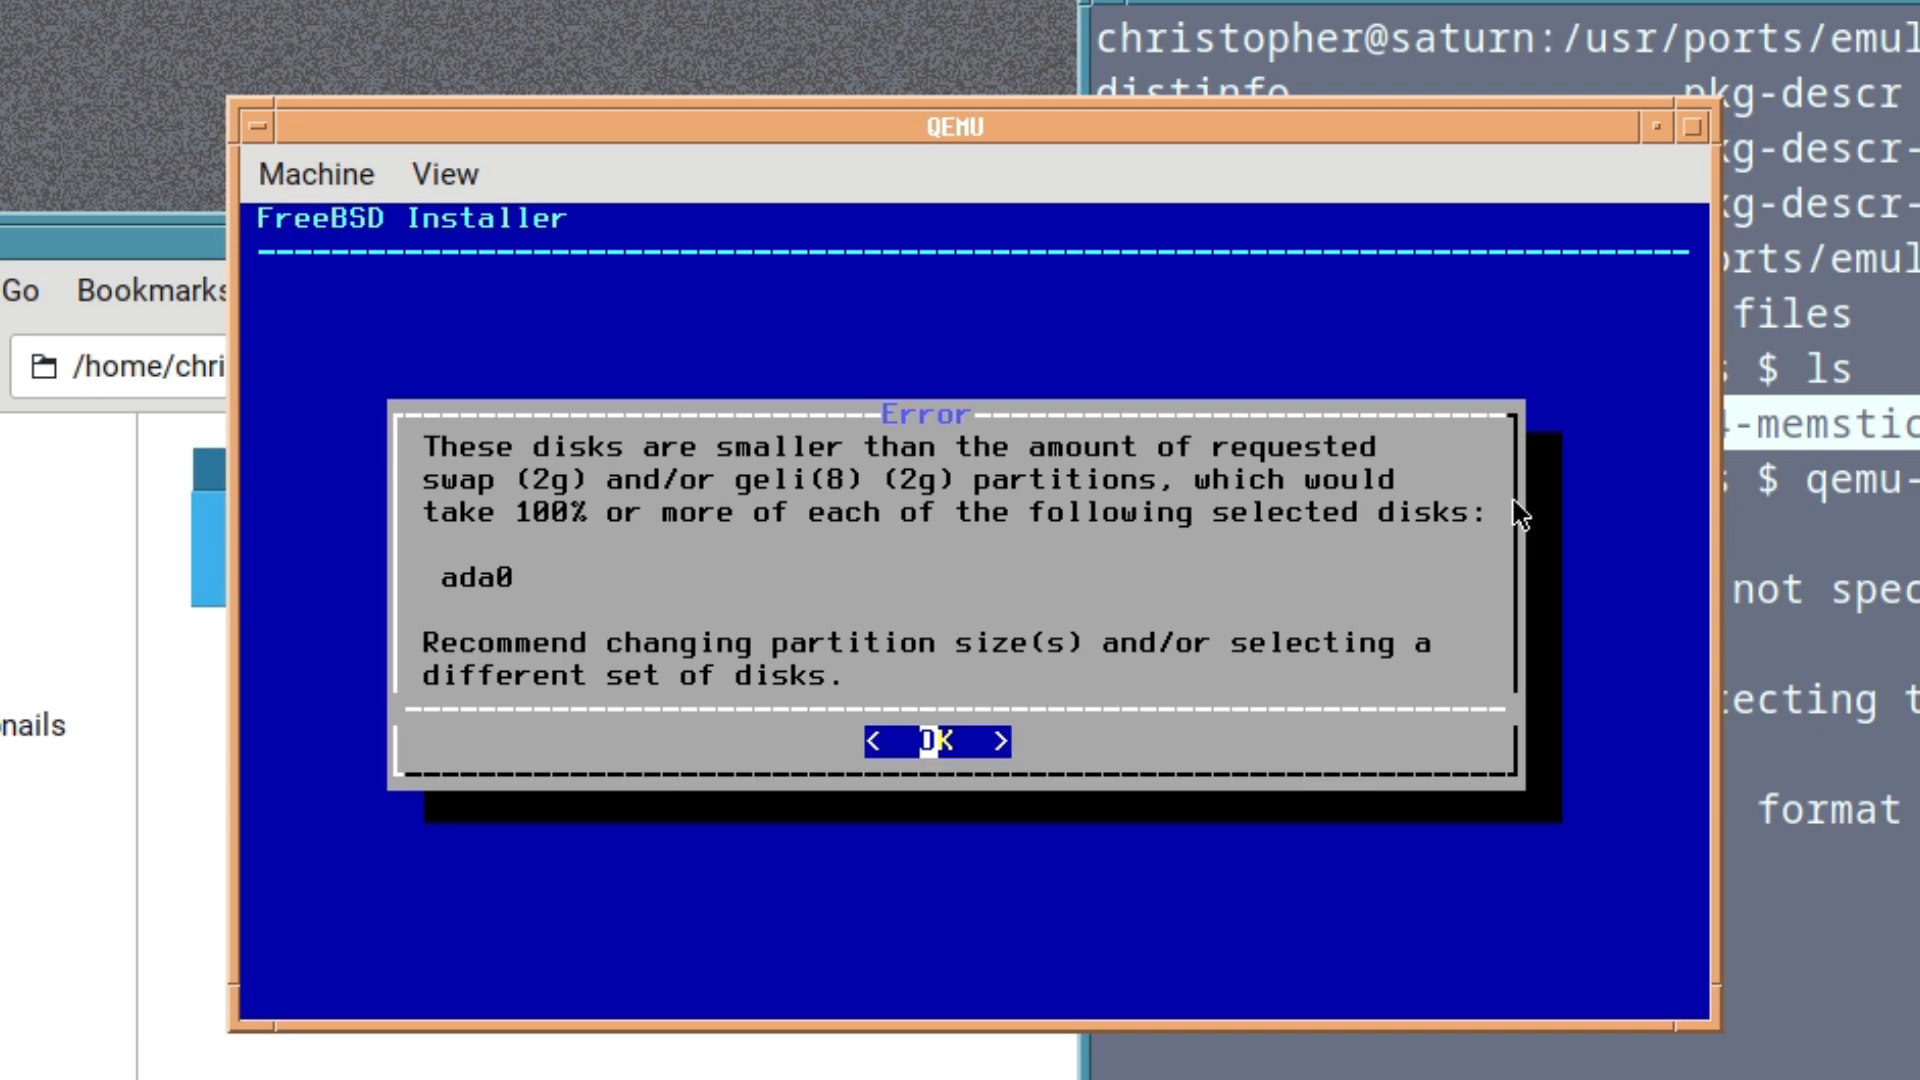 christopher@saturn:/usr/ports/emul
distinfo pkg-descr
QEMU
kg-descr-
Machine View
kg-descr-
FreeBSD Installer
orts/emul
Go Bookmarks
files
/home/chri
$ ls
Error
-memstic
These disks are smaller than the amount of requested
swap (2g) and/or geli(8) (2g) partitions, which would
take 100% or more of each of the following selected disks:
$ qemu-
ada0
not spec
Recommend changing partition size(s) and/or selecting a
different set of disks.
tecting t
nails
< OK >
format